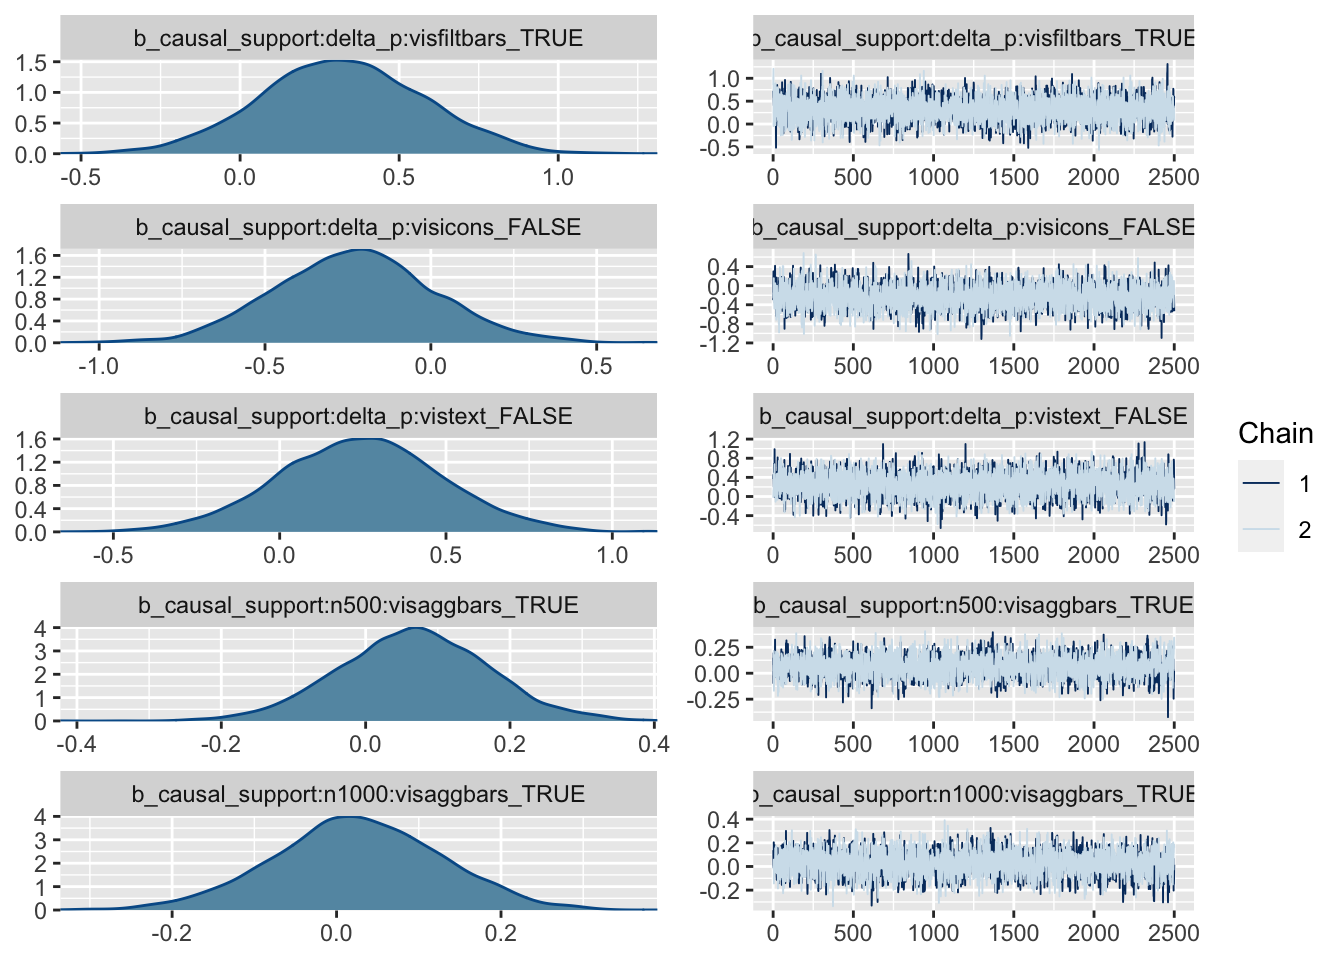 b_causal_support:delta_p:visfiltbars_TRUE
1.5
1.0
0.5
0.0
-0.5 0.0 0.5 1.0
b_causal_support:delta_p:visfiltbars_TRUE
1.0
0.5
0.0
-0.5
0 500 1000 1500 2000 2500
b_causal_support:delta_p:visicons_FALSE
1.6
1.2
0.8
0.4
0.0
-1.0 -0.5 0.0 0.5
b_causal_support:delta_p:visicons_FALSE
0.4
0.0
-0.4
-0.8
-1.2
0 500 1000 1500 2000 2500
b_causal_support:delta_p:vistext_FALSE
1.6
1.2
0.8
0.4
0.0
-0.5 0.0 0.5 1.0
b_causal_support:delta_p:vistext_FALSE
1.2
0.8
0.4
0.0
-0.4
0 500 1000 1500 2000 2500
b_causal_support:n500:visaggbars_TRUE
4
3
2
1
0
-0.4 -0.2 0.0 0.2 0.4
b_causal_support:n500:visaggbars_TRUE
0.25
0.00
-0.25
0 500 1000 1500 2000 2500
b_causal_support:n1000:visaggbars_TRUE
4
3
2
1
0
-0.2 0.0 0.2
b_causal_support:n1000:visaggbars_TRUE
0.4
0.2
0.0
-0.2
0 500 1000 1500 2000 2500
Chain
1
2